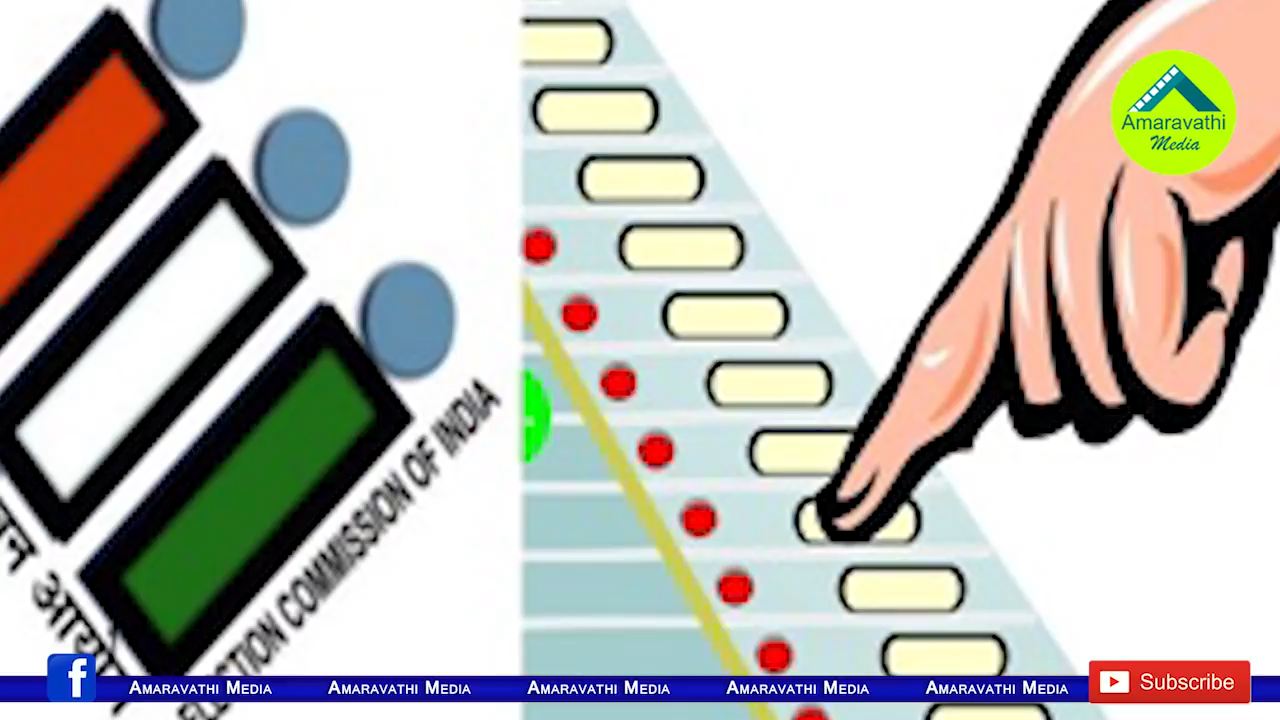 Amaravathi
Media
ELECTION COMMISSION OF INDIA
AMARAVATHI MEDIA AMARAVATHI MEDIA AMARAVATHI MEDIA AMARAVATHI MEDIA AMARAVATHI MEDIA
Subscribe